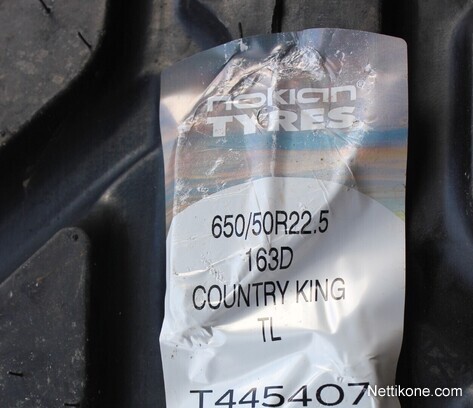 nokian
TYRES
650/50R22.5
163D
COUNTRY KING
TL
T445407
Nettikone.com